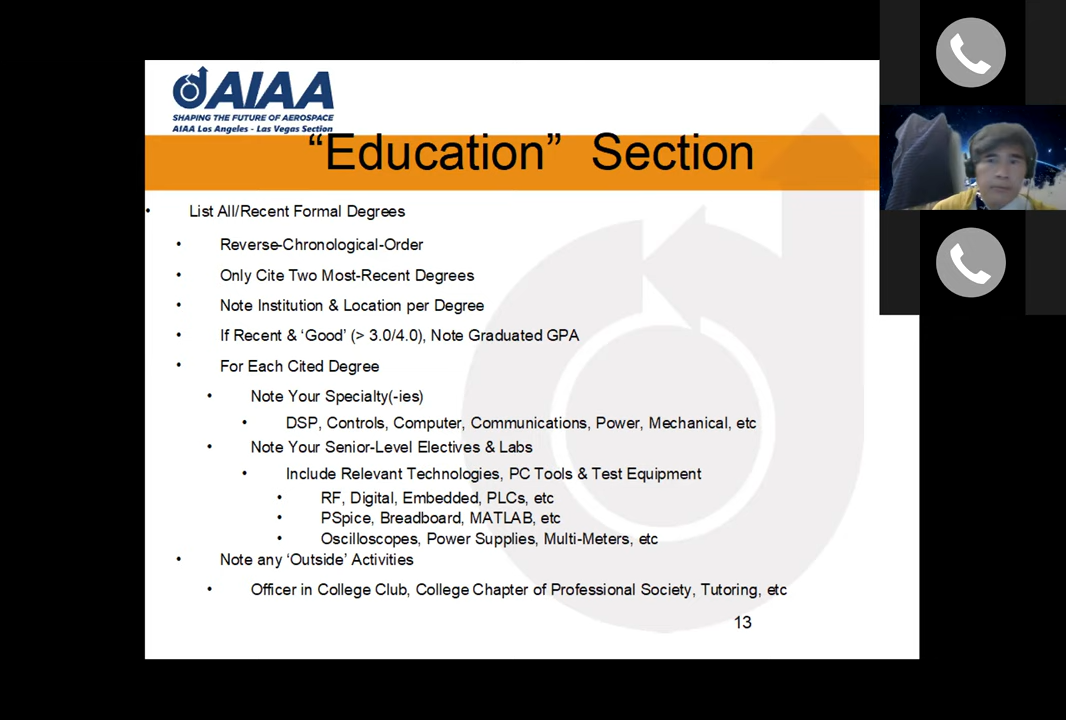 AIAA
SHAPING THE FUTURE OF AEROSPACE
AIAA Los Angeles - Las Vegas Section
“Education” Section
• List All/Recent Formal Degrees
• Reverse-Chronological-Order
• Only Cite Two Most-Recent Degrees
• Note Institution & Location per Degree
• If Recent & ‘Good’ (> 3.0/4.0), Note Graduated GPA
• For Each Cited Degree
• Note Your Specialty(-ies)
• DSP, Controls, Computer, Communications, Power, Mechanical, etc
• Note Your Senior-Level Electives & Labs
• Include Relevant Technologies, PC Tools & Test Equipment
• RF, Digital, Embedded, PLCs, etc
• PSpice, Breadboard, MATLAB, etc
• Oscilloscopes, Power Supplies, Multi-Meters, etc
• Note any ‘Outside’ Activities
• Officer in College Club, College Chapter of Professional Society, Tutoring, etc
13